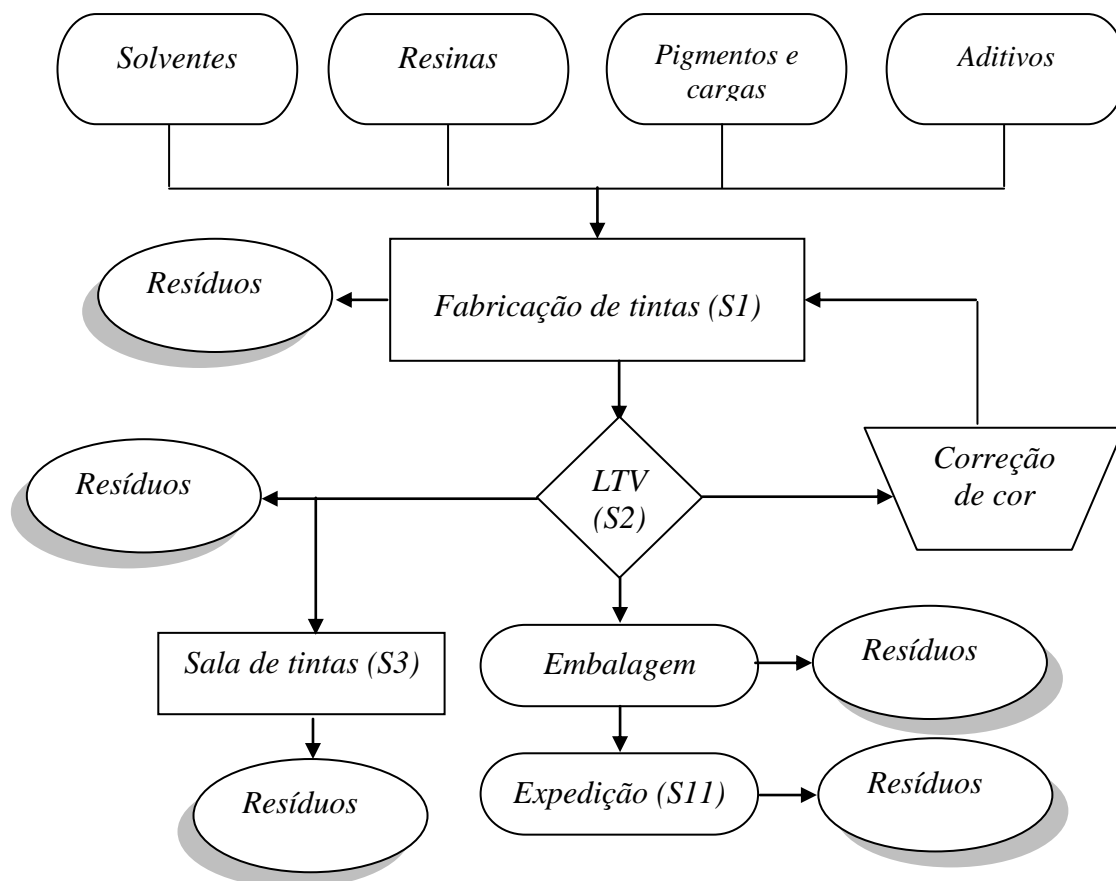 Solventes
Resinas
Pigmentos e
cargas
Aditivos
Resíduos
Fabricação de tintas (S1)
Resíduos
LTV
(S2)
Correção
de cor
Sala de tintas (S3)
Embalagem
Resíduos
Resíduos
Expedição (S11)
Resíduos